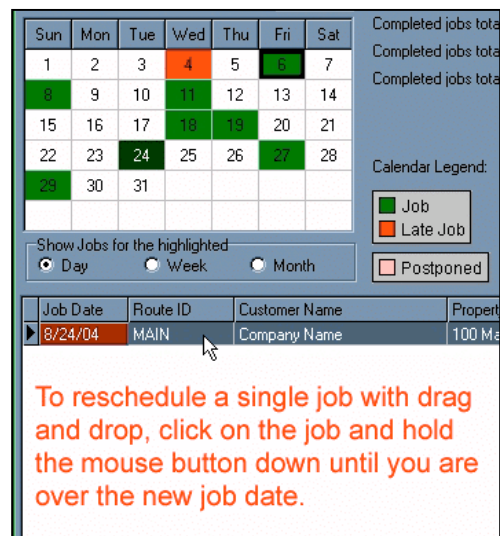 Completed jobs tota
Completed jobs tota
Completed jobs tota
Sun Mon Tue Wed Thu Fri Sat
1 2 3 4 5 6 7
8 9 10 11 12 13 14
15 16 17 18 19 20 21
22 23 24 25 26 27 28
29 30 31
Calendar Legend:
Job
Late Job
Postponed
Show Jobs for the highlighted
Day Week Month
Job Date Route ID Customer Name Propert
8/24/04 MAIN Company Name 100 Ma
To reschedule a single job with drag
and drop, click on the job and hold
the mouse button down until you are
over the new job date.